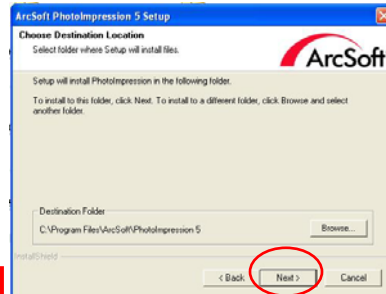 ArcSoft PhotoImpression 5 Setup
Choose Destination Location
Select folder where Setup will install files.
ArcSoft
Setup will install PhotoImpression in the following folder.
To install to this folder, click Next. To install to a different folder, click Browse and select
another folder.
Destination Folder
C:\Program Files\ArcSoft\PhotoImpression 5
Browse...
InstallShield
< Back
Next >
Cancel